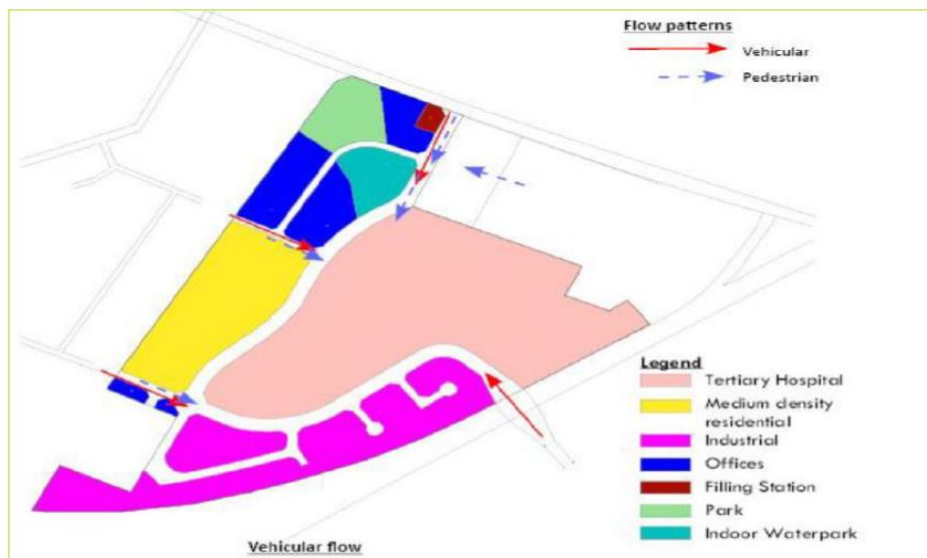 Flow patterns
Vehicular
Pedestrian
Legend
Tertiary Hospital
Medium density
residential
Industrial
Offices
Filling Station
Park
Indoor Waterpark
Vehicular flow